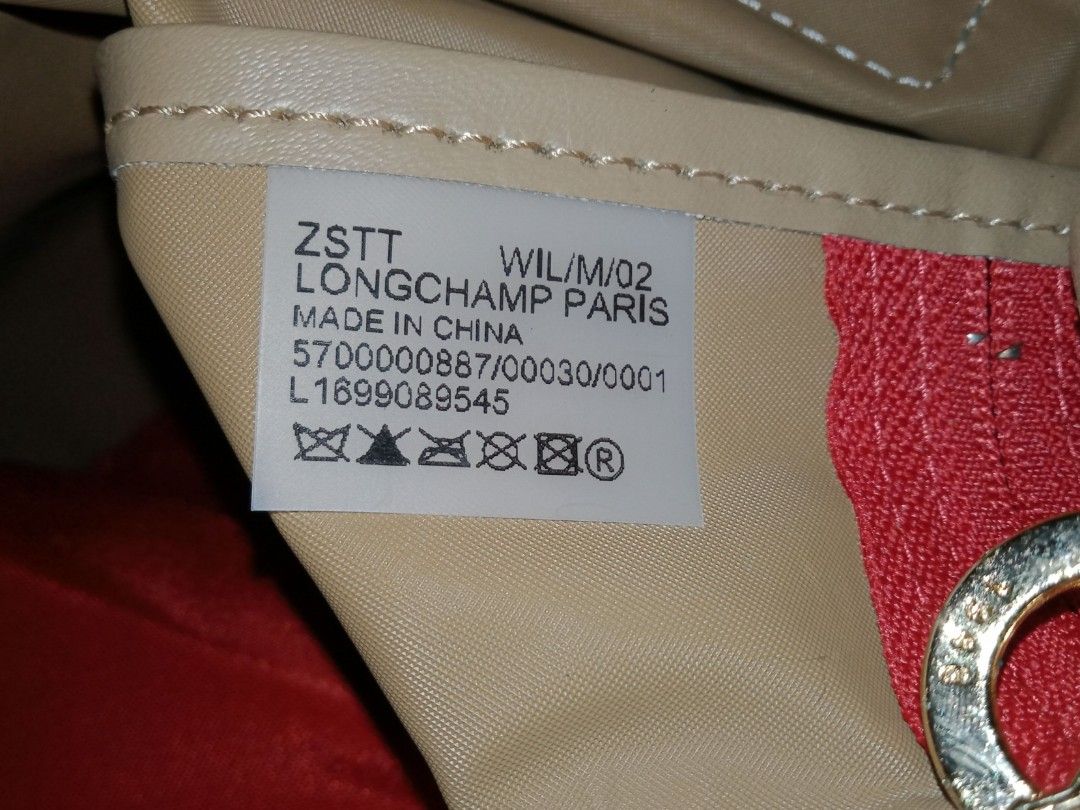 ZSTT WIL/M/02
LONGCHAMP PARIS
MADE IN CHINA
5700000887/00030/0001
L1699089545
®